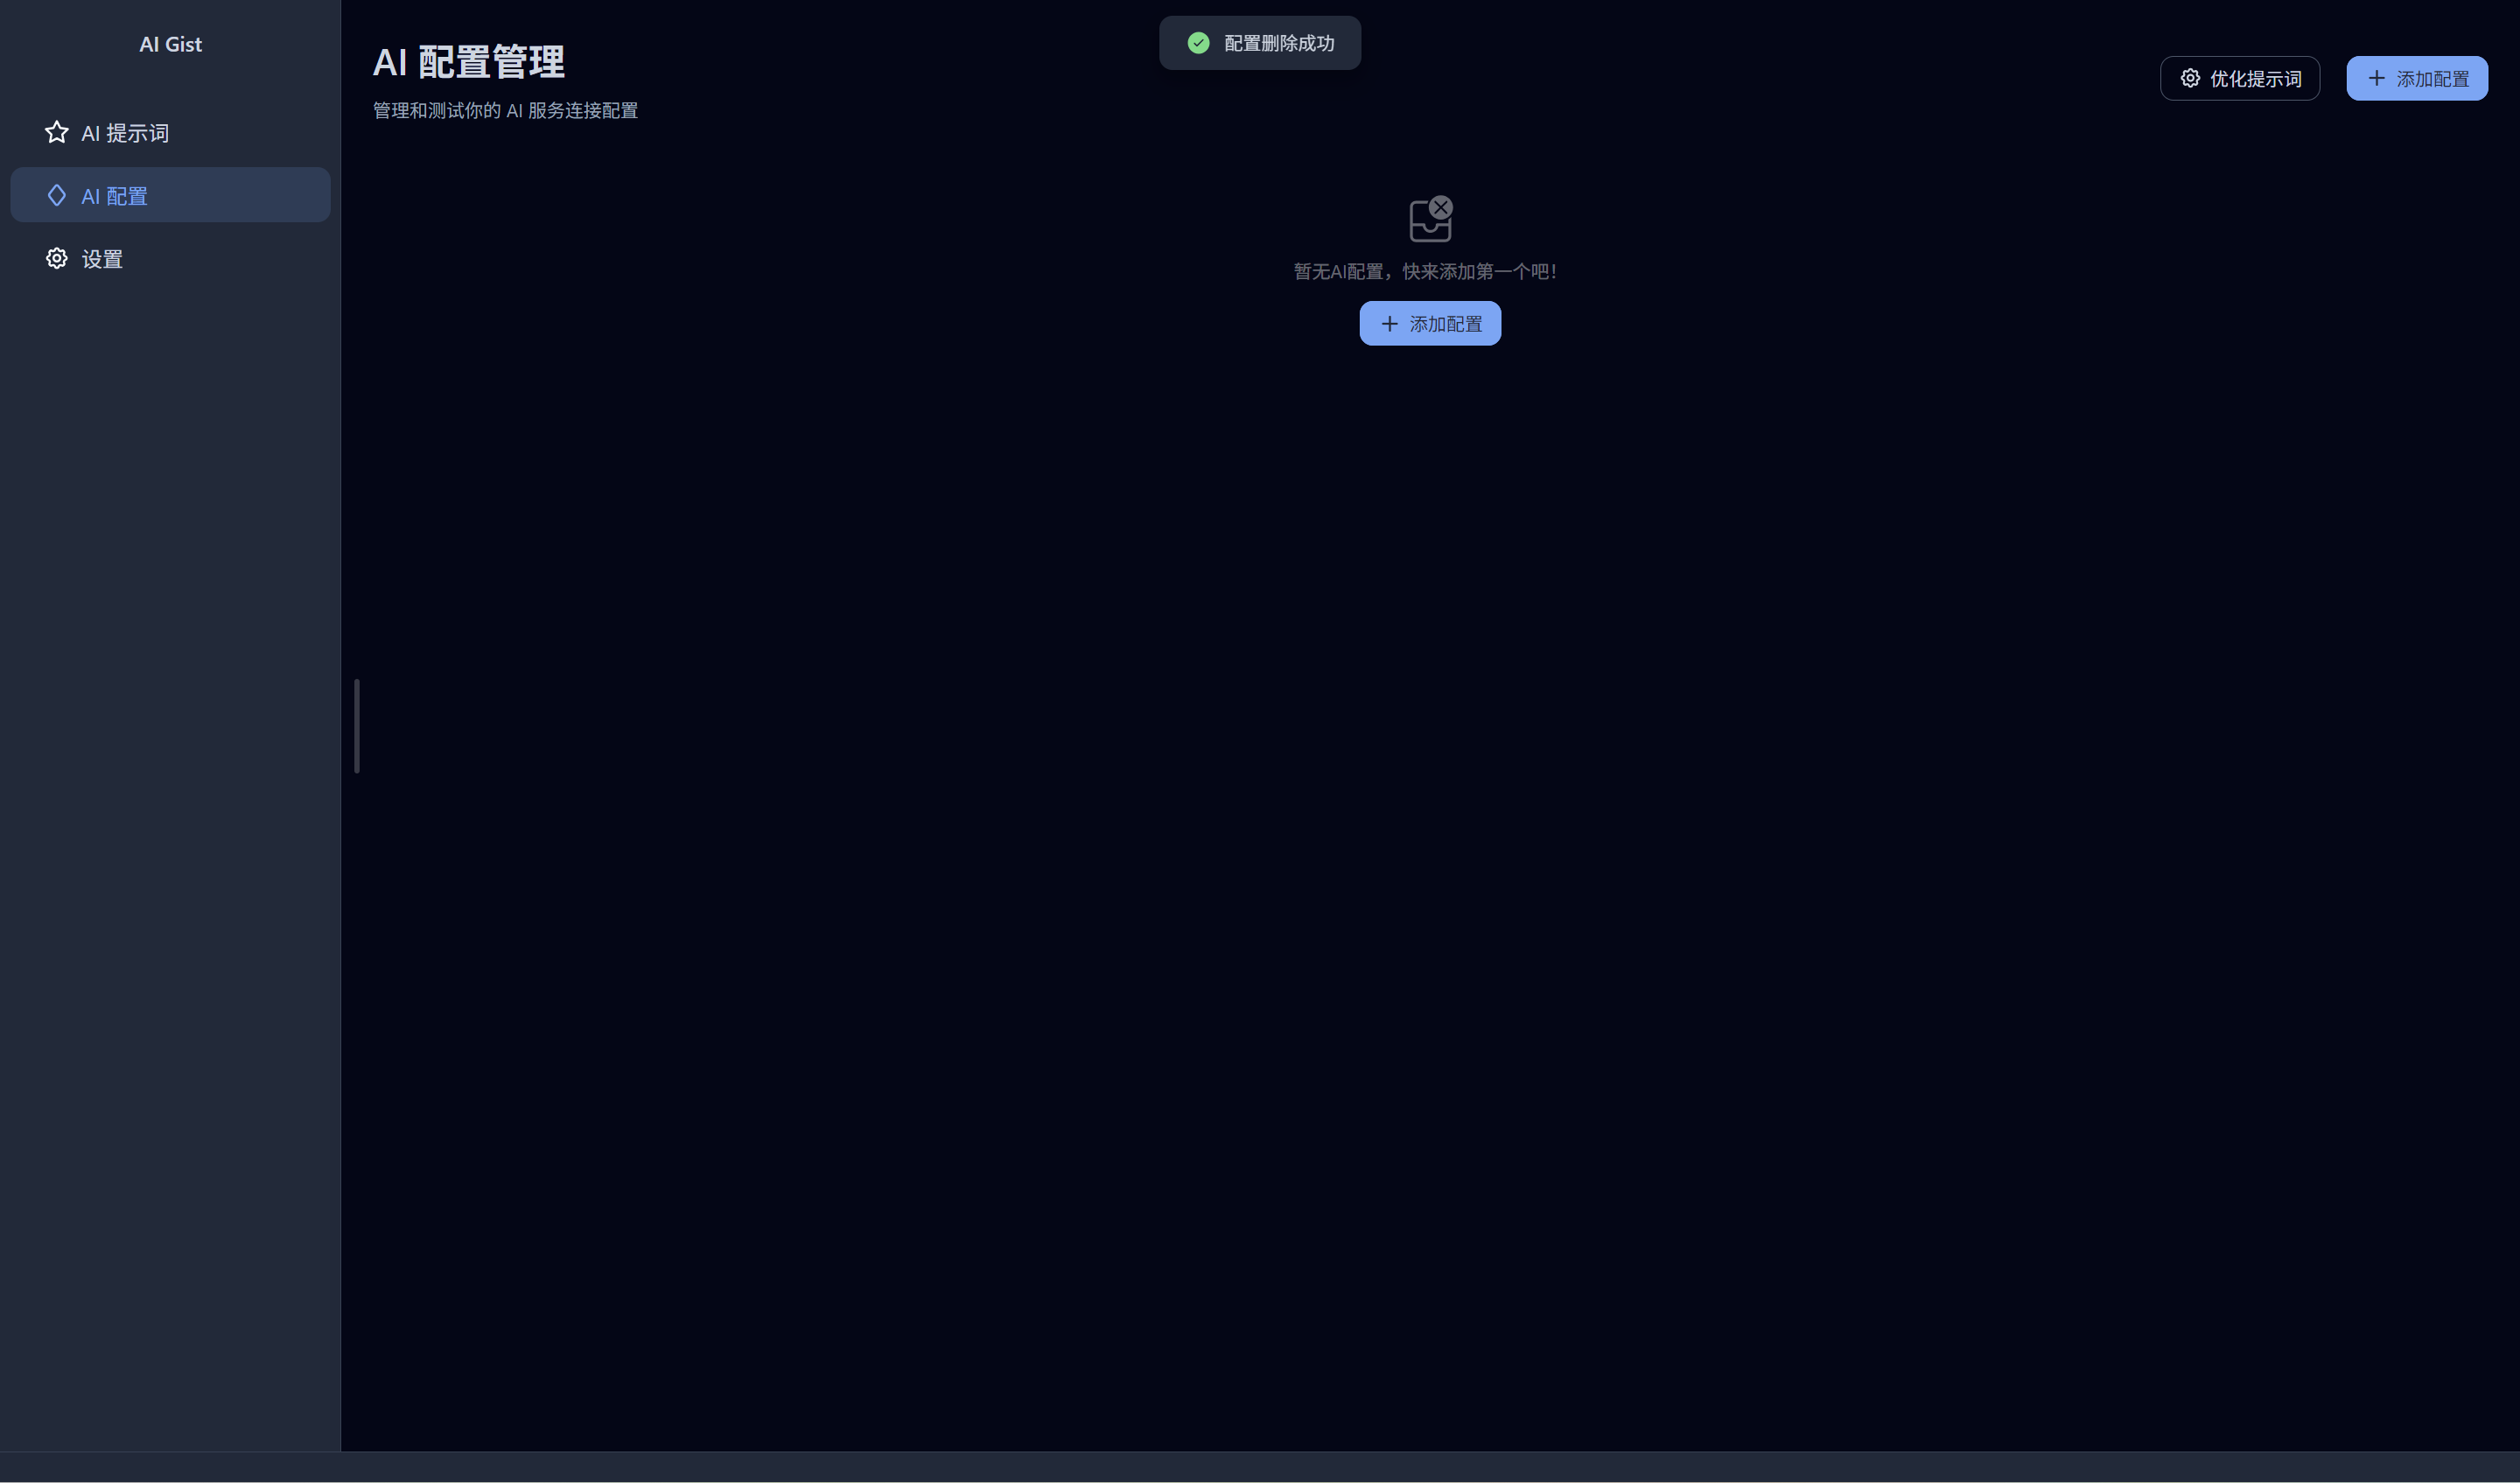 AI Gist
AI 提示词
AI 配置
设置
配置删除成功
AI 配置管理
管理和测试你的 AI 服务连接配置
优化提示词
添加配置
暂无AI配置，快来添加第一个吧！
添加配置